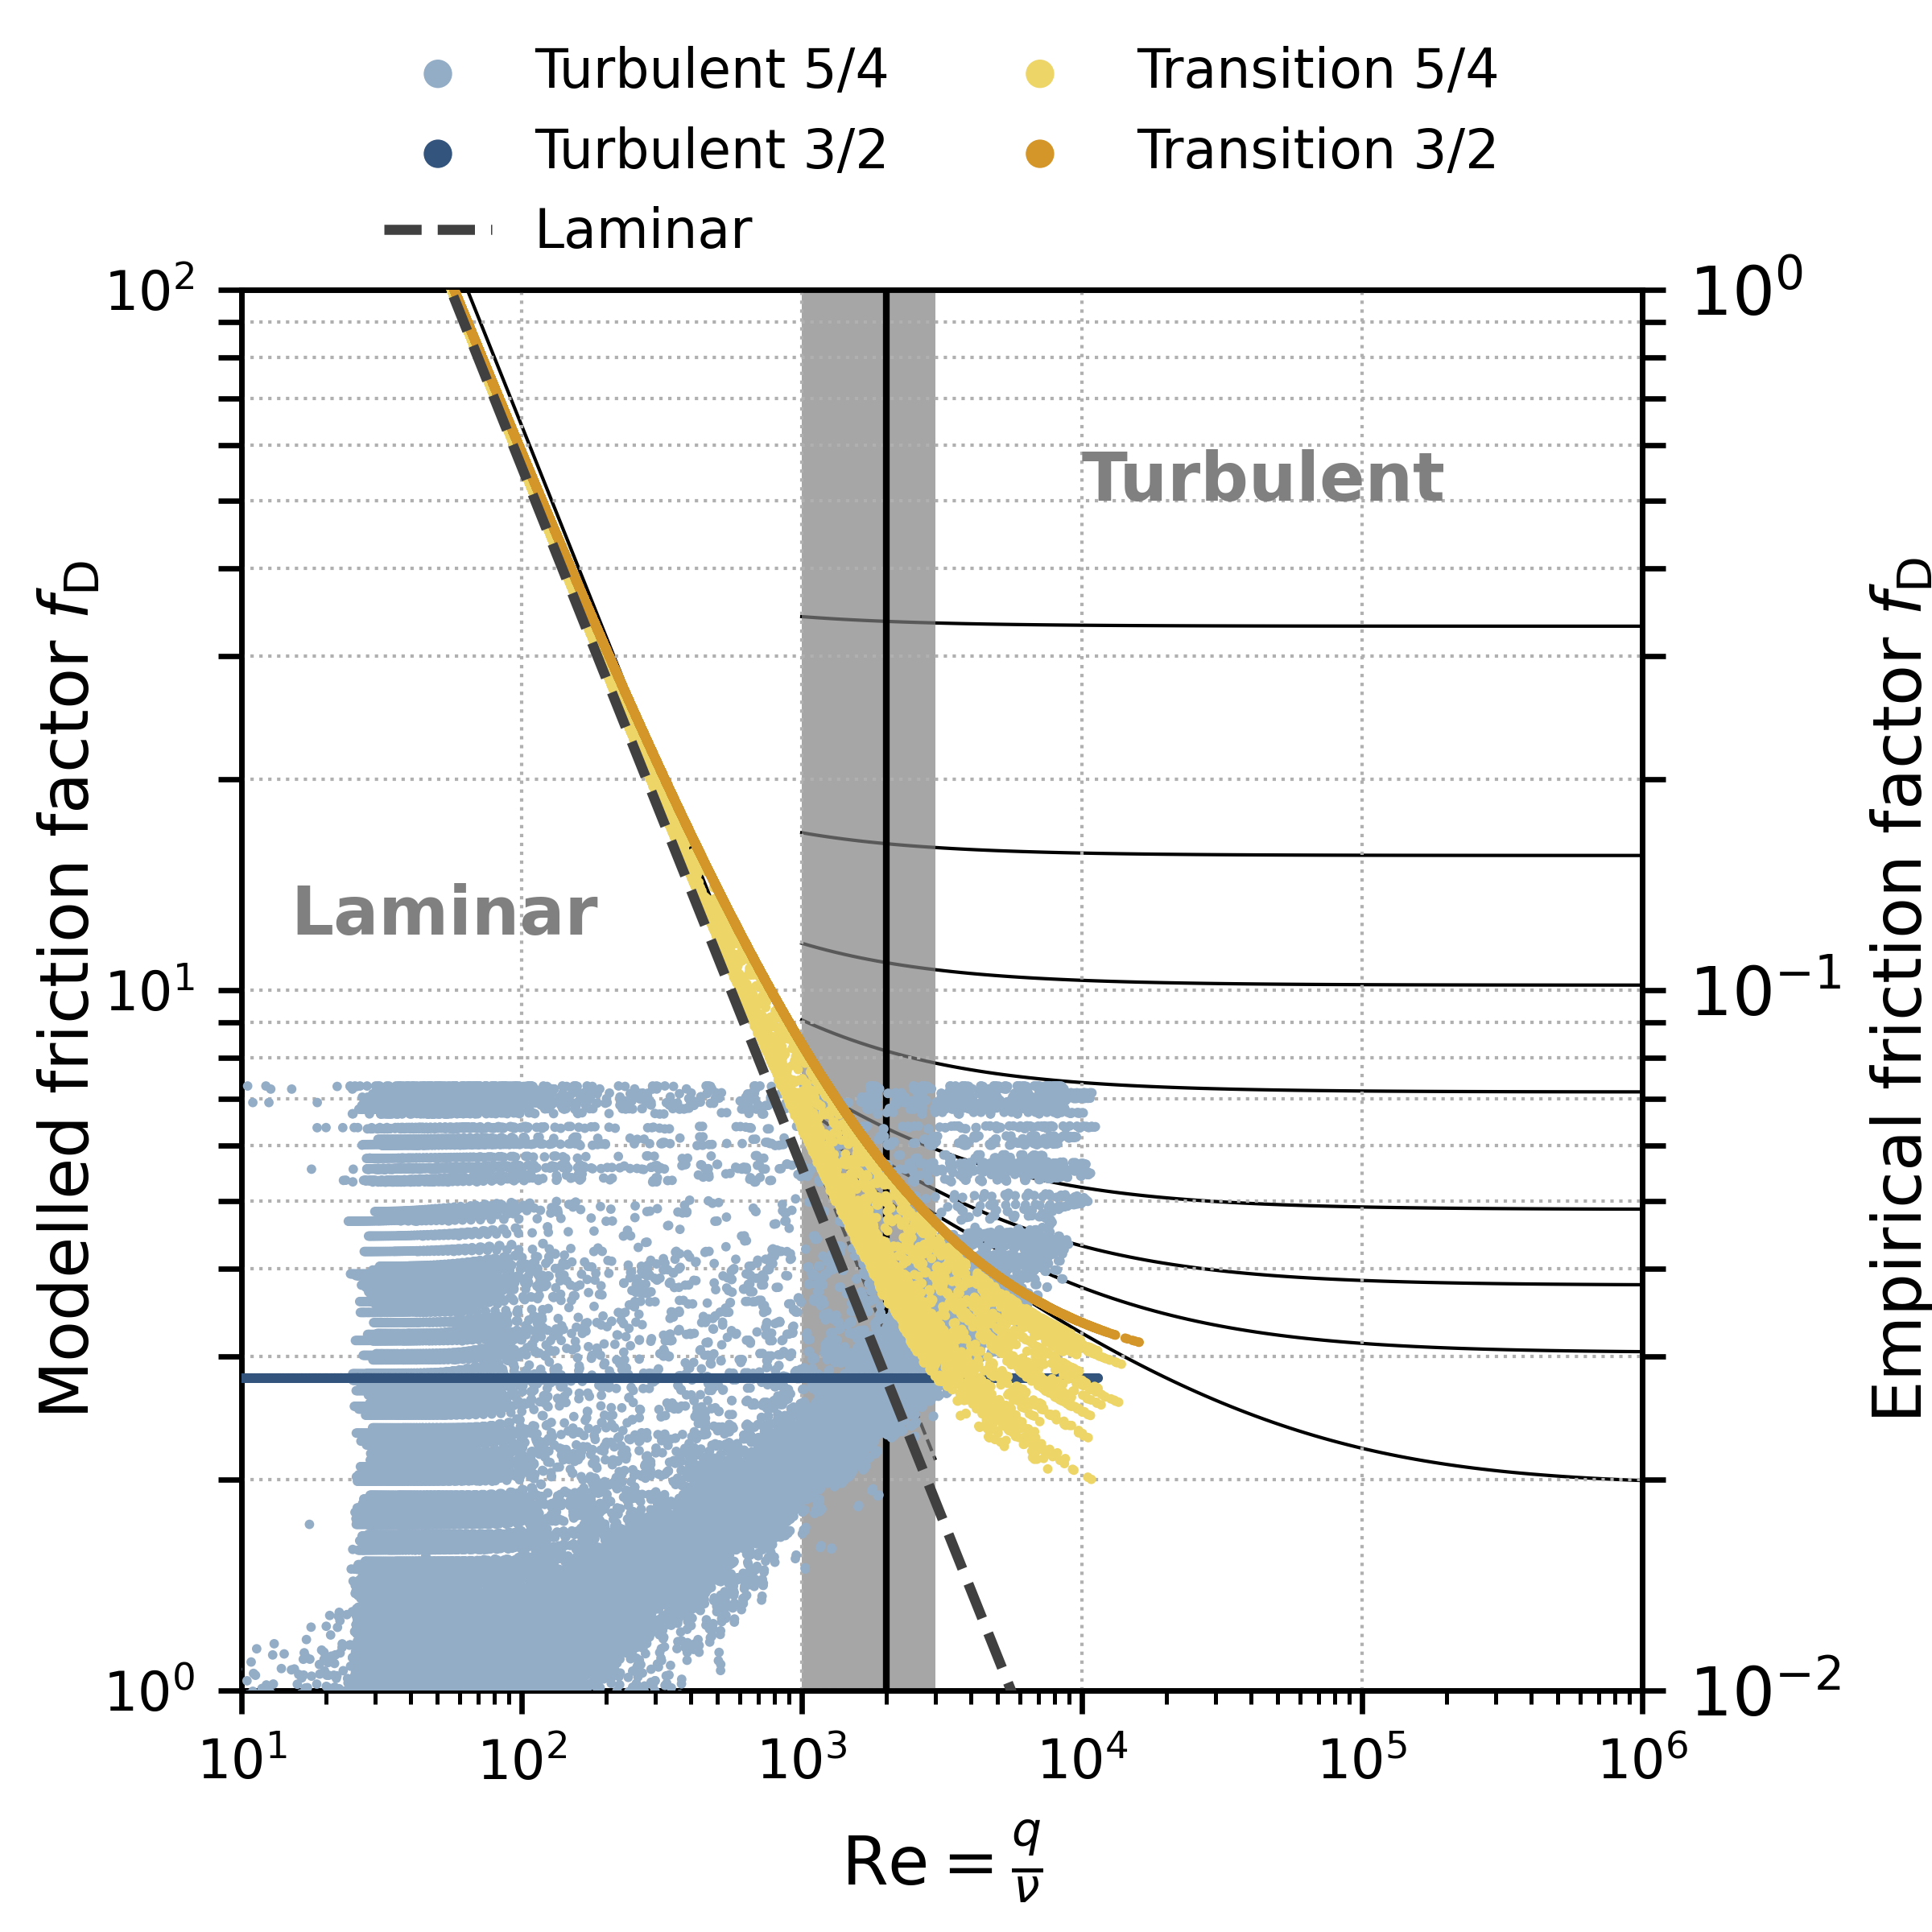 Turbulent 5/4
Turbulent 3/2
Laminar
Transition 5/4
Transition 3/2
10²
10¹
10⁰
Modelled friction factor f_D
Laminar
Turbulent
10⁰
10⁻¹
10⁻²
Empirical friction factor f_D
10¹ 10² 10³ 10⁴ 10⁵ 10⁶
Re = q/ν